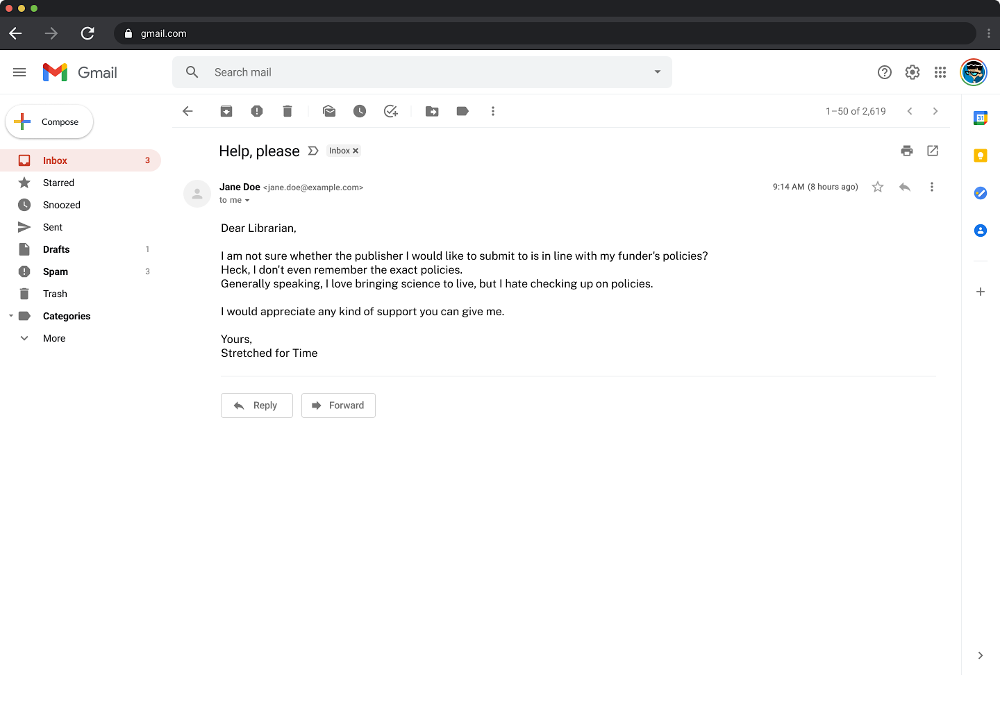 gmail.com
Gmail
Search mail
Compose
1–50 of 2,619
31
Inbox 3
Starred
Snoozed
Sent
Drafts 1
Spam 3
Trash
Categories
More
Help, please Inbox ×
Jane Doe <jane.doe@example.com> 9:14 AM (8 hours ago)
to me
Dear Librarian,
I am not sure whether the publisher I would like to submit to is in line with my funder's policies?
Heck, I don't even remember the exact policies.
Generally speaking, I love bringing science to live, but I hate checking up on policies.
I would appreciate any kind of support you can give me.
Yours,
Stretched for Time
Reply Forward